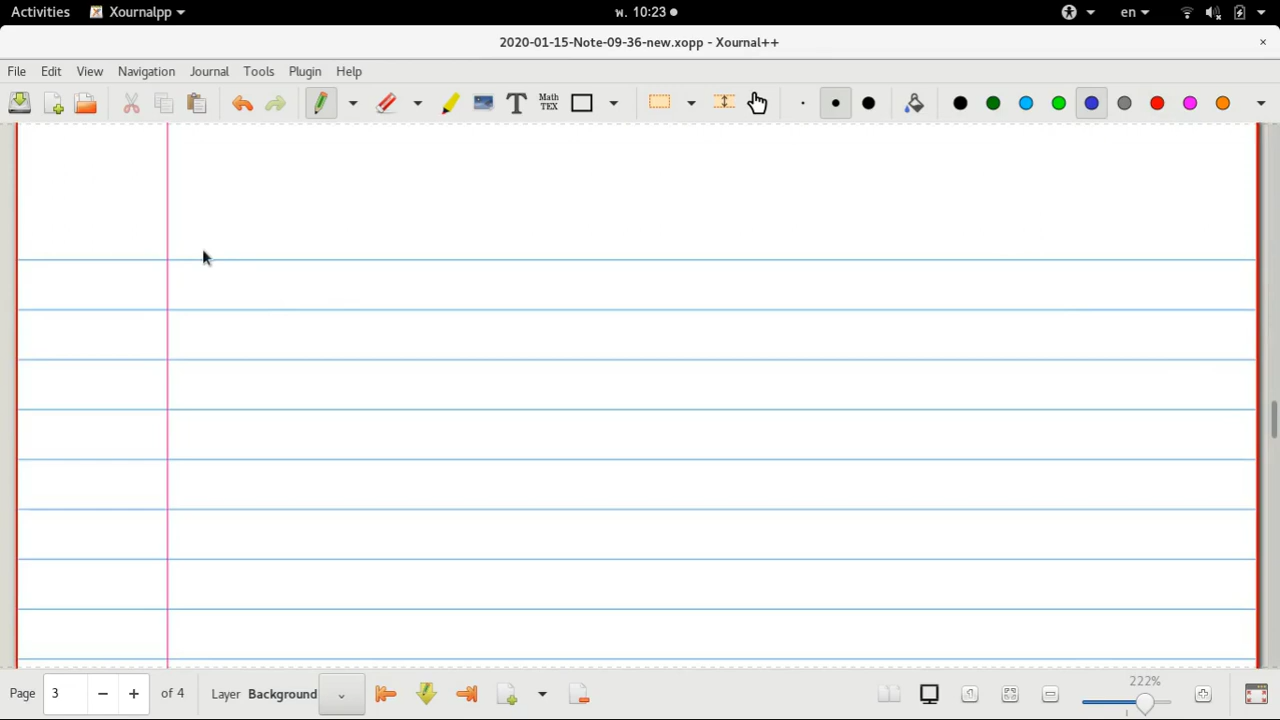 Activities Xournalpp พ. 10:23 en
2020-01-15-Note-09-36-new.xopp - Xournal++ ×
File Edit View Navigation Journal Tools Plugin Help
T Math TEX
Page 3 of 4 Layer Background 222%